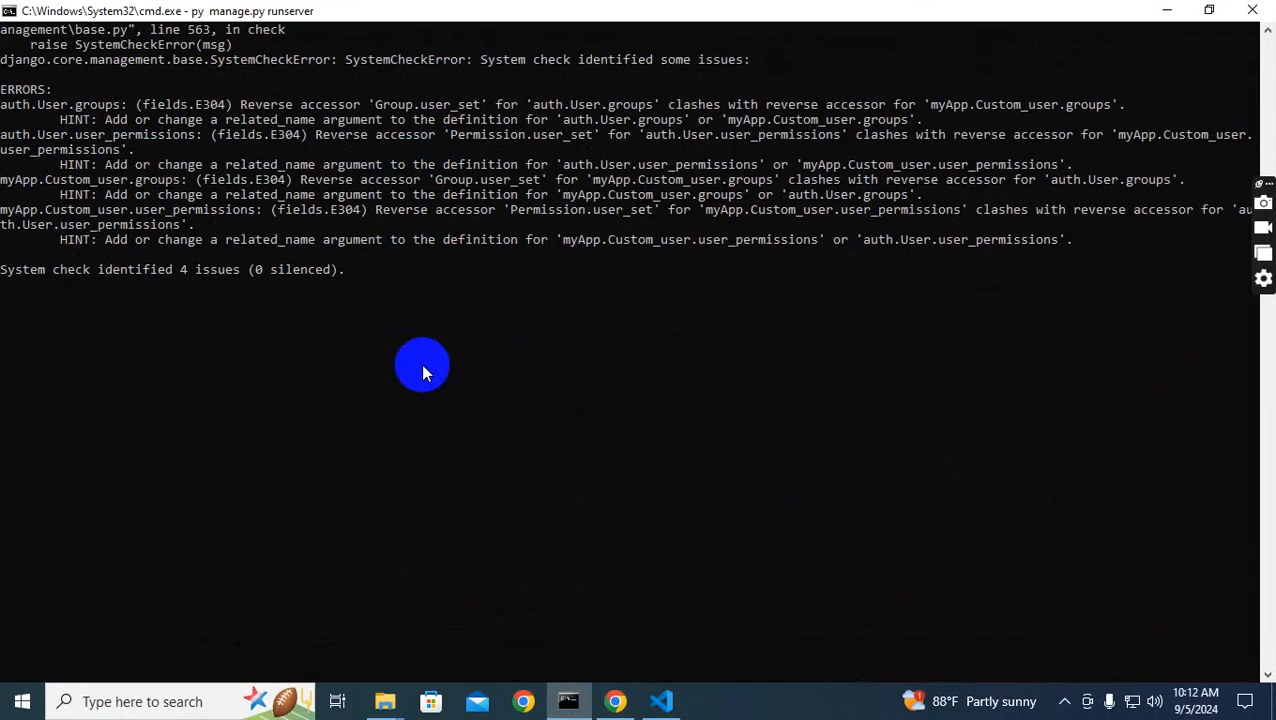 C:\Windows\System32\cmd.exe - py  manage.py runserver
anagement\base.py", line 563, in check
    raise SystemCheckError(msg)
django.core.management.base.SystemCheckError: SystemCheckError: System check identified some issues:
ERRORS:
auth.User.groups: (fields.E304) Reverse accessor 'Group.user_set' for 'auth.User.groups' clashes with reverse accessor for 'myApp.Custom_user.groups'.
        HINT: Add or change a related_name argument to the definition for 'auth.User.groups' or 'myApp.Custom_user.groups'.
auth.User.user_permissions: (fields.E304) Reverse accessor 'Permission.user_set' for 'auth.User.user_permissions' clashes with reverse accessor for 'myApp.Custom_user.
user_permissions'.
        HINT: Add or change a related_name argument to the definition for 'auth.User.user_permissions' or 'myApp.Custom_user.user_permissions'.
myApp.Custom_user.groups: (fields.E304) Reverse accessor 'Group.user_set' for 'myApp.Custom_user.groups' clashes with reverse accessor for 'auth.User.groups'.
        HINT: Add or change a related_name argument to the definition for 'myApp.Custom_user.groups' or 'auth.User.groups'.
myApp.Custom_user.user_permissions: (fields.E304) Reverse accessor 'Permission.user_set' for 'myApp.Custom_user.user_permissions' clashes with reverse accessor for 'au
th.User.user_permissions'.
        HINT: Add or change a related_name argument to the definition for 'myApp.Custom_user.user_permissions' or 'auth.User.user_permissions'.
System check identified 4 issues (0 silenced).
Type here to search
1
88°F Partly sunny
10:12 AM
9/5/2024